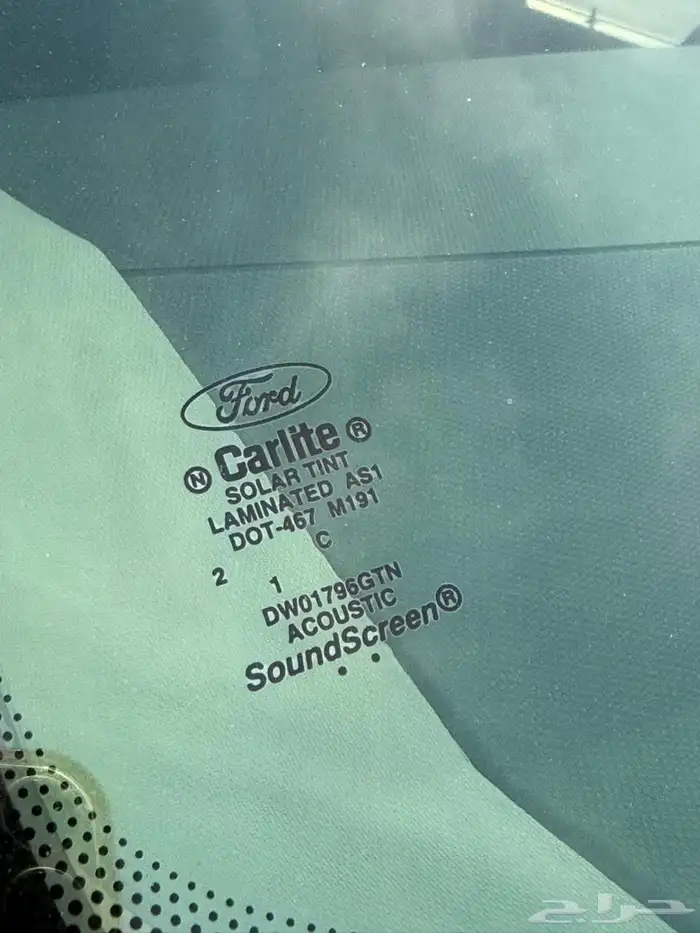 Ford
N Carlite ®
SOLAR TINT
LAMINATED AS1
DOT-467 M191
C
2 1
DW01796GTN
ACOUSTIC
SoundScreen®
حراج